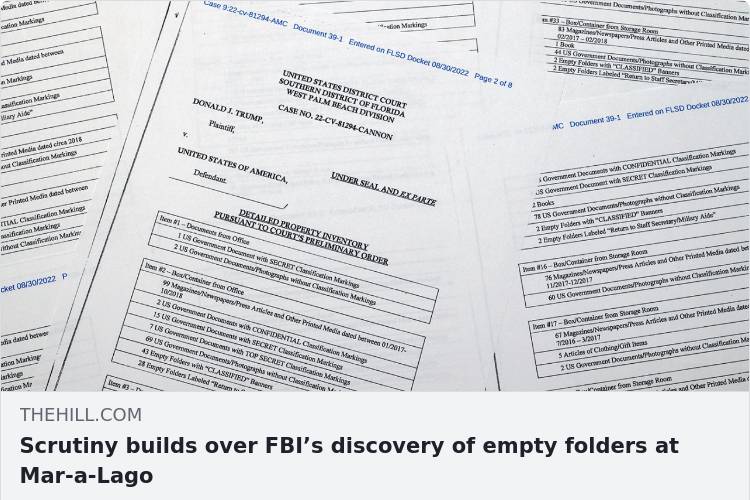 Case 9:22-cv-81294-AMC Document 39-1 Entered on FLSD Docket 08/30/2022 Page 2 of 8
UNITED STATES DISTRICT COURT
SOUTHERN DISTRICT OF FLORIDA
WEST PALM BEACH DIVISION
CASE NO. 22-CV-81294-CANNON
DONALD J. TRUMP,
Plaintiff,
v.
UNITED STATES OF AMERICA,
Defendant.
UNDER SEAL AND EX PARTE
DETAILED PROPERTY INVENTORY
PURSUANT TO COURT'S PRELIMINARY ORDER
Item #1 – Documents from Office
1 US Government Document with SECRET Classification Markings
2 US Government Documents/Photographs without Classification Markings
Item #2 – Box/Container from Office
99 Magazines/Newspapers/Press Articles and Other Printed Media dated between 01/2017-
10/2018
2 US Government Documents with CONFIDENTIAL Classification Markings
15 US Government Documents with SECRET Classification Markings
7 US Government Documents with TOP SECRET Classification Markings
69 US Government Documents/Photographs without Classification Markings
43 Empty Folders with "CLASSIFIED" Banners
28 Empty Folders Labeled "Return to
Item #3 –
Item #33 – Box/Container from Storage Room
83 Magazines/Newspapers/Press Articles and Other Printed Media dated
02/2017 – 02/2018
1 Book
44 US Government Documents/Photographs without Classification
2 Empty Folders with "CLASSIFIED" Banners
2 Empty Folders Labeled "Return to Staff Secretary/
Document 39-1 Entered on FLSD Docket 08/30/2022
Government Documents with CONFIDENTIAL Classification Markings
Government Documents with SECRET Classification Markings
2 Books
78 US Government Documents/Photographs without Classification Markings
2 Empty Folders with "CLASSIFIED" Banners
2 Empty Folders Labeled "Return to Staff Secretary/Military Aide"
Item #16 – Box/Container from Storage Room
76 Magazines/Newspapers/Press Articles and Other Printed Media dated
11/2017-12/2017
60 US Government Documents/Photographs without Classification
Item #17 – Box/Container from Storage Room
67 Magazines/Newspapers/Press Articles and Other Printed Media
7/2016 – 3/2017
5 Articles of Clothing/Gift Items
2 US Government Documents/Photographs without Classification
Box/Container from Storage Room
THEHILL.COM
Scrutiny builds over FBI's discovery of empty folders at
Mar-a-Lago